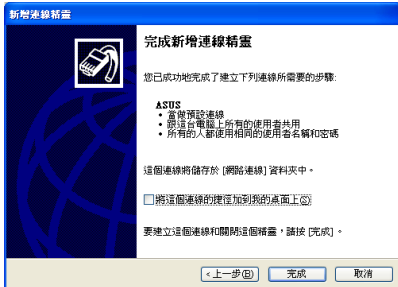 新增連線精靈
完成新增連線精靈
您已成功地完成了建立下列連線所需要的步驟:
ASUS
• 當做預設連線
• 跟這台電腦上所有的使用者共用
• 所有的人都使用相同的使用者名稱和密碼
這個連線將儲存於 [網路連線] 資料夾中。
將這個連線的捷徑加到我的桌面上(S)
要建立這個連線和關閉這個精靈，請按 [完成]。
<上一步(B)
完成
取消